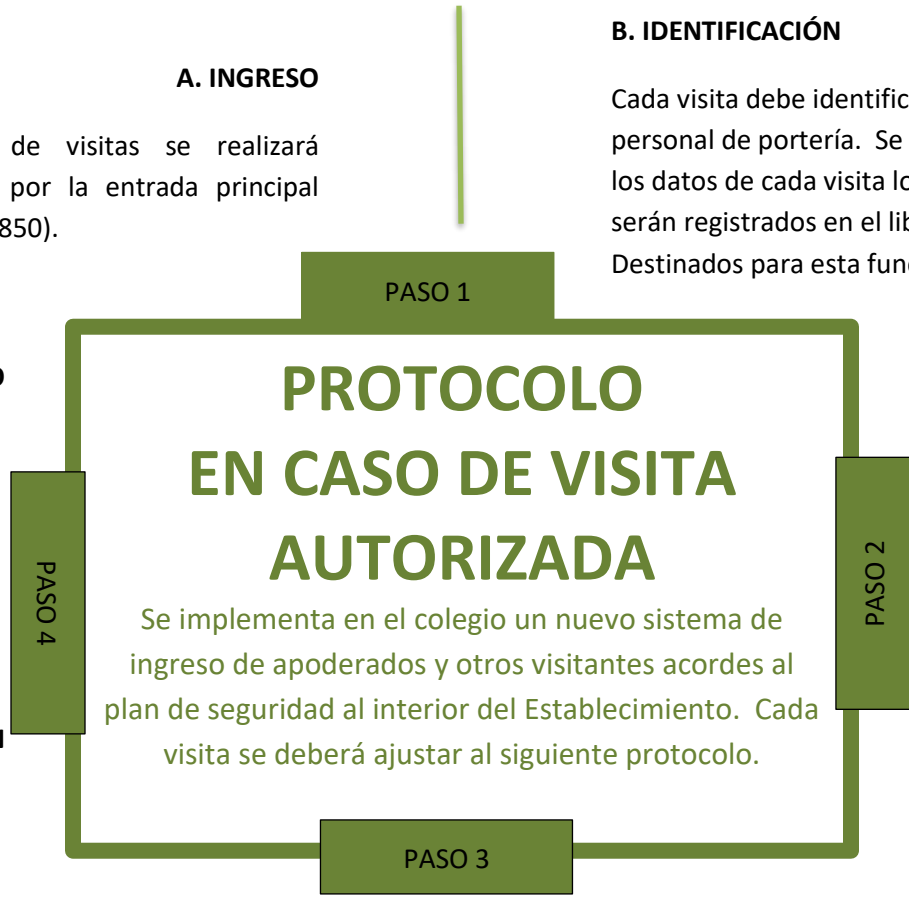 A. INGRESO
de visitas se realizará
por la entrada principal
850).
B. IDENTIFICACIÓN
Cada visita debe identific
personal de portería. Se
los datos de cada visita lo
serán registrados en el lib
Destinados para esta fun
PASO 1
PROTOCOLO
EN CASO DE VISITA
AUTORIZADA
Se implementa en el colegio un nuevo sistema de
ingreso de apoderados y otros visitantes acordes al
plan de seguridad al interior del Establecimiento. Cada
visita se deberá ajustar al siguiente protocolo.
PASO 2
PASO 3
PASO 4